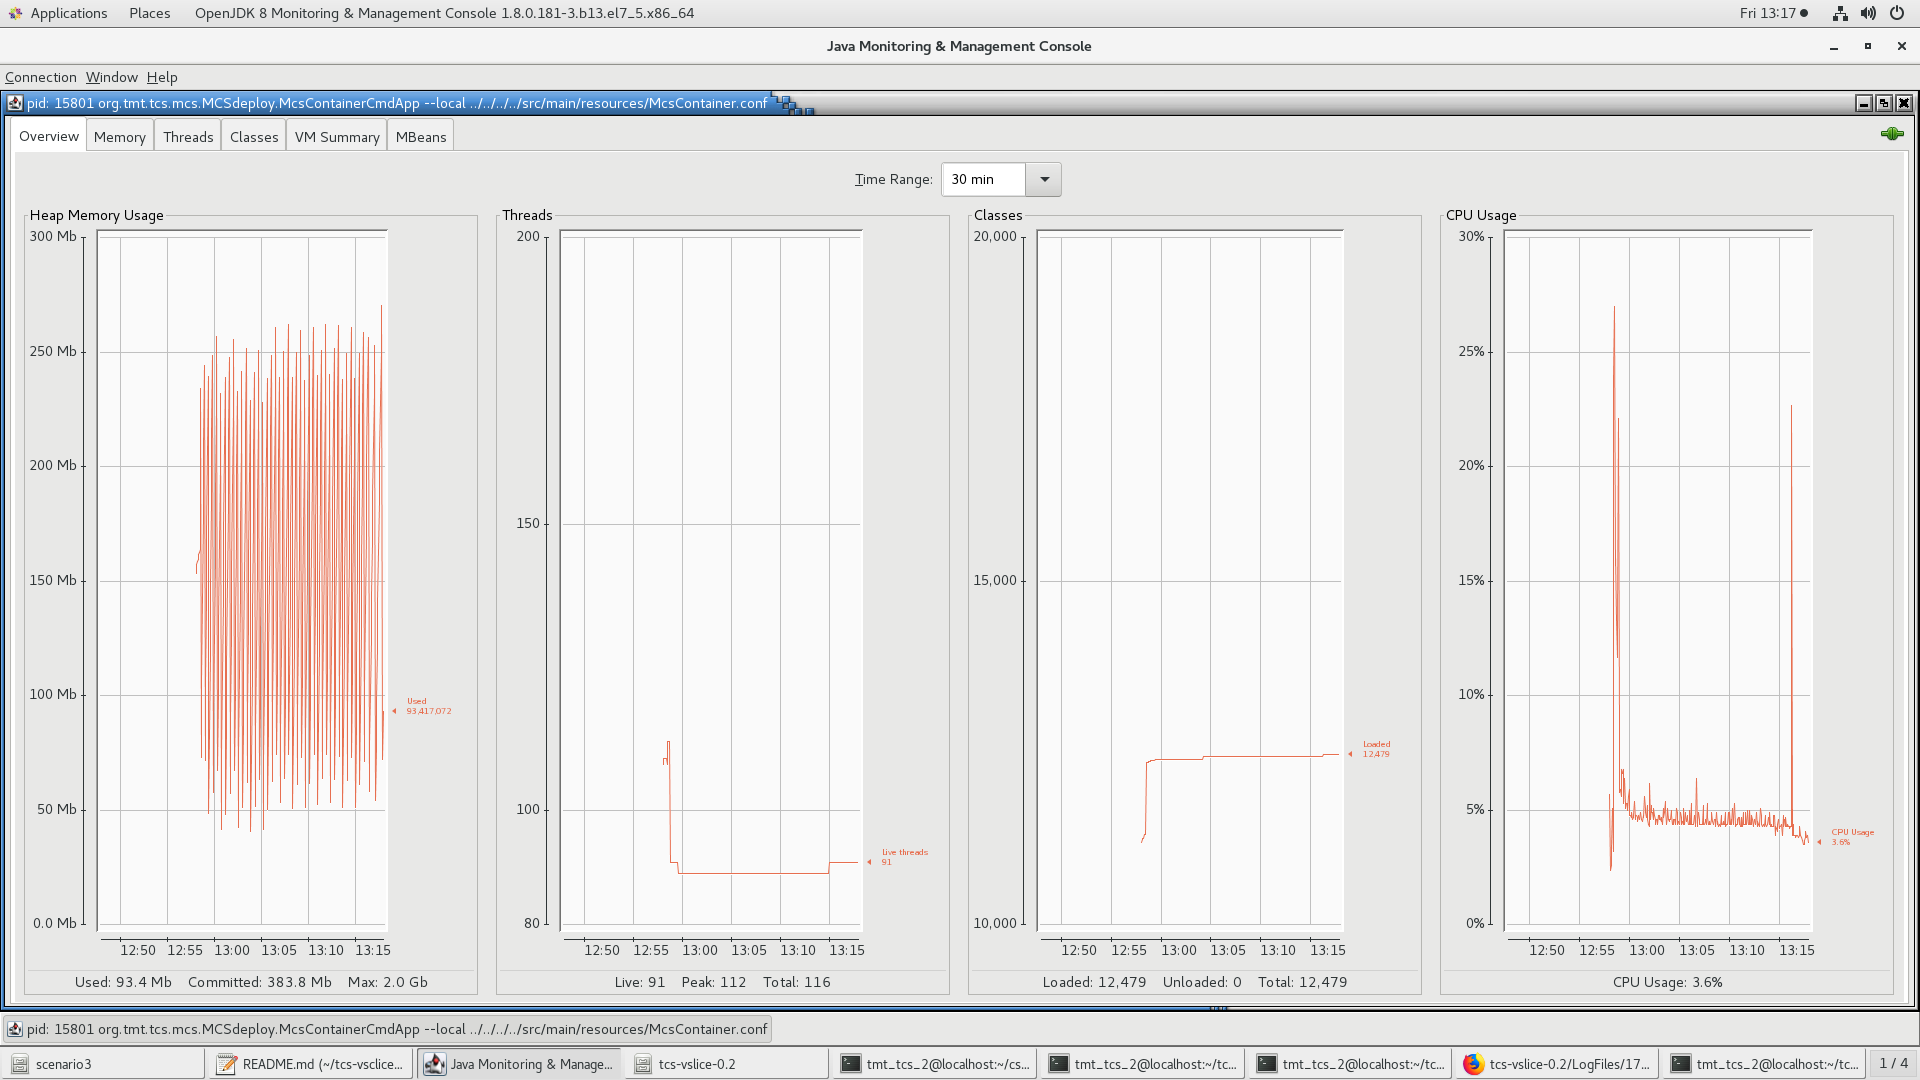 Applications Places OpenJDK 8 Monitoring & Management Console 1.8.0.181-3.b13.el7_5.x86_64 Fri 13:17
Java Monitoring & Management Console
Connection Window Help
pid: 15801 org.tmt.tcs.mcs.MCSdeploy.McsContainerCmdApp --local ../../../../src/main/resources/McsContainer.conf
Overview Memory Threads Classes VM Summary MBeans
Time Range: 30 min
Heap Memory Usage
300 Mb
250 Mb
200 Mb
150 Mb
100 Mb
50 Mb
0.0 Mb
Used
93,417,072
12:50 12:55 13:00 13:05 13:10 13:15
Used: 93.4 Mb Committed: 383.8 Mb Max: 2.0 Gb
Threads
200
150
100
80
Live threads
91
12:50 12:55 13:00 13:05 13:10 13:15
Live: 91 Peak: 112 Total: 116
Classes
20,000
15,000
10,000
Loaded
12,479
12:50 12:55 13:00 13:05 13:10 13:15
Loaded: 12,479 Unloaded: 0 Total: 12,479
CPU Usage
30%
25%
20%
15%
10%
5%
0%
CPU Usage
3.6%
12:50 12:55 13:00 13:05 13:10 13:15
CPU Usage: 3.6%
pid: 15801 org.tmt.tcs.mcs.MCSdeploy.McsContainerCmdApp --local ../../../../src/main/resources/McsContainer.conf
scenario3 README.md (~/tcs-vsclice... Java Monitoring & Manage... tcs-vslice-0.2 tmt_tcs_2@localhost:~/cs... tmt_tcs_2@localhost:~/tc... tmt_tcs_2@localhost:~/tc... tcs-vslice-0.2/LogFiles/17... tmt_tcs_2@localhost:~/tc... 1 / 4